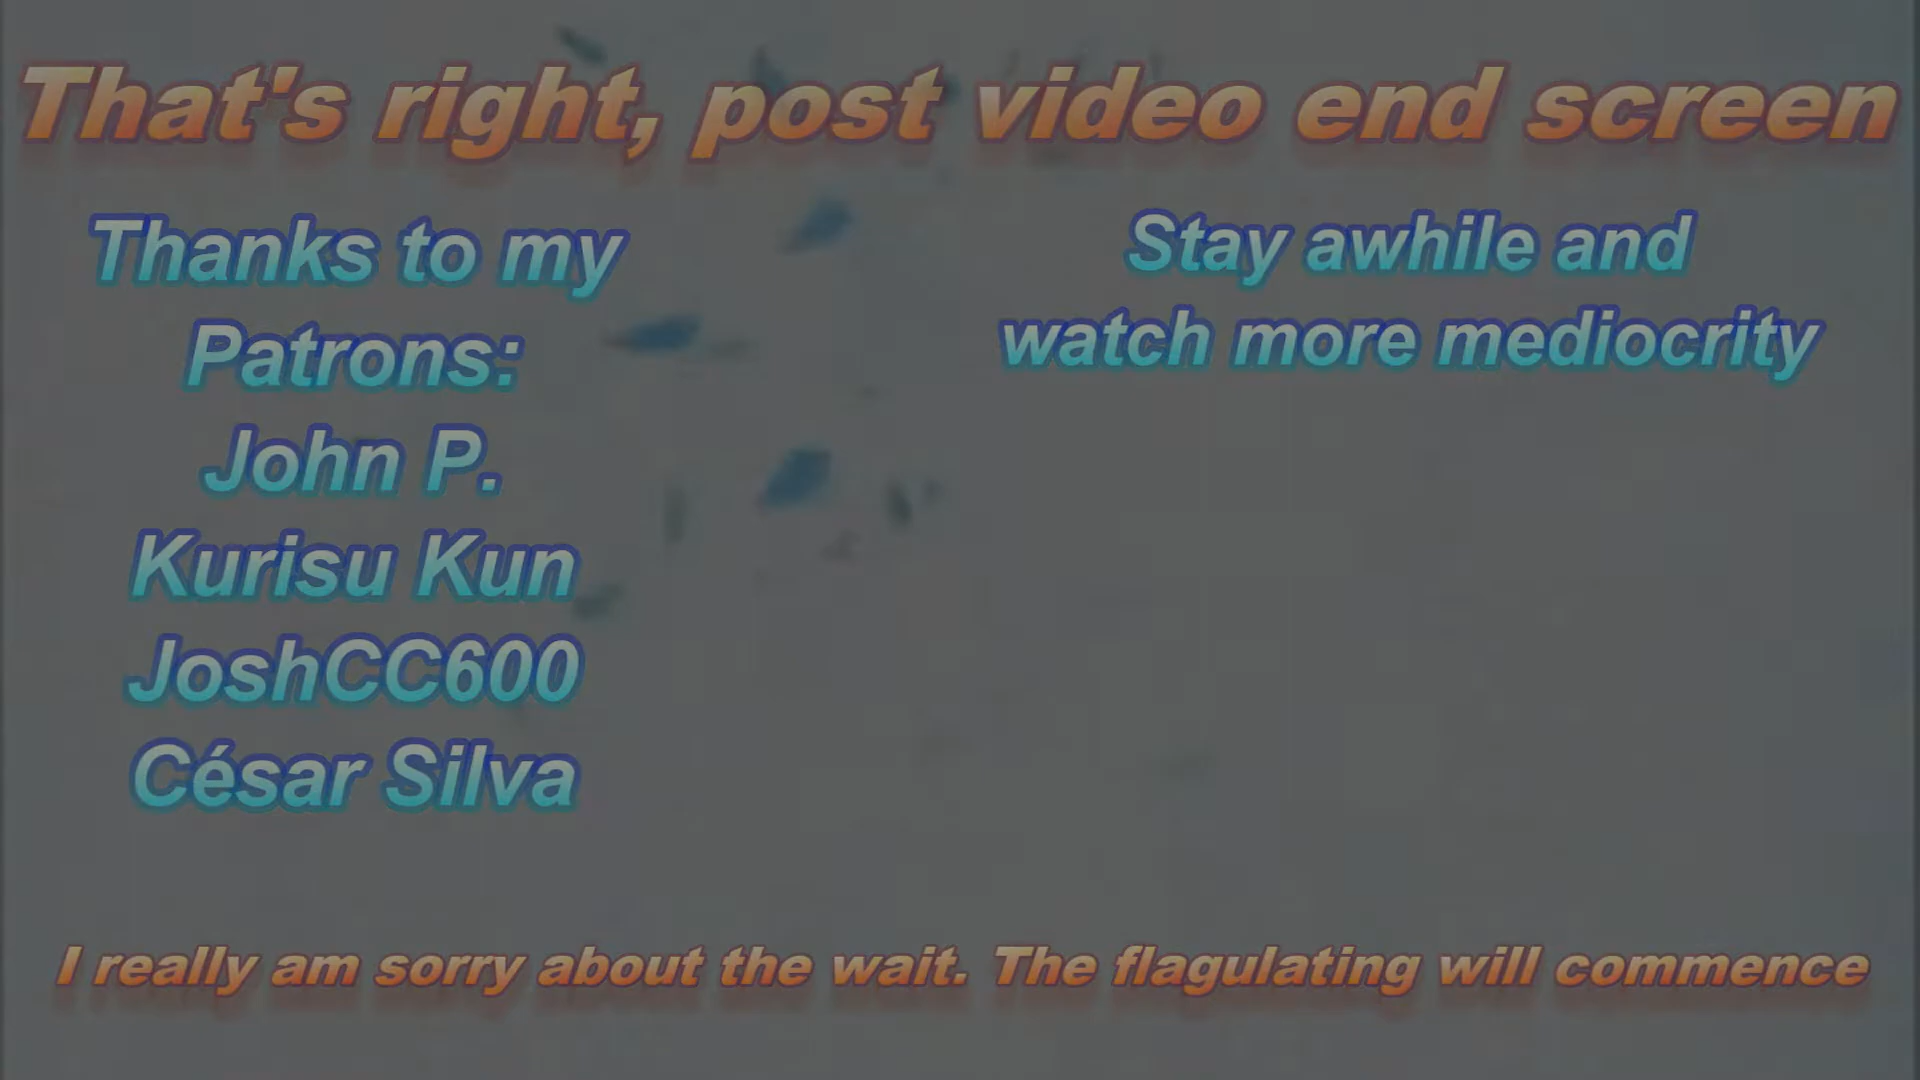 That's right, post video end screen
Thanks to my
Patrons:
John P.
Kurisu Kun
JoshCC600
César Silva
Stay awhile and
watch more mediocrity
I really am sorry about the wait. The flagulating will commence